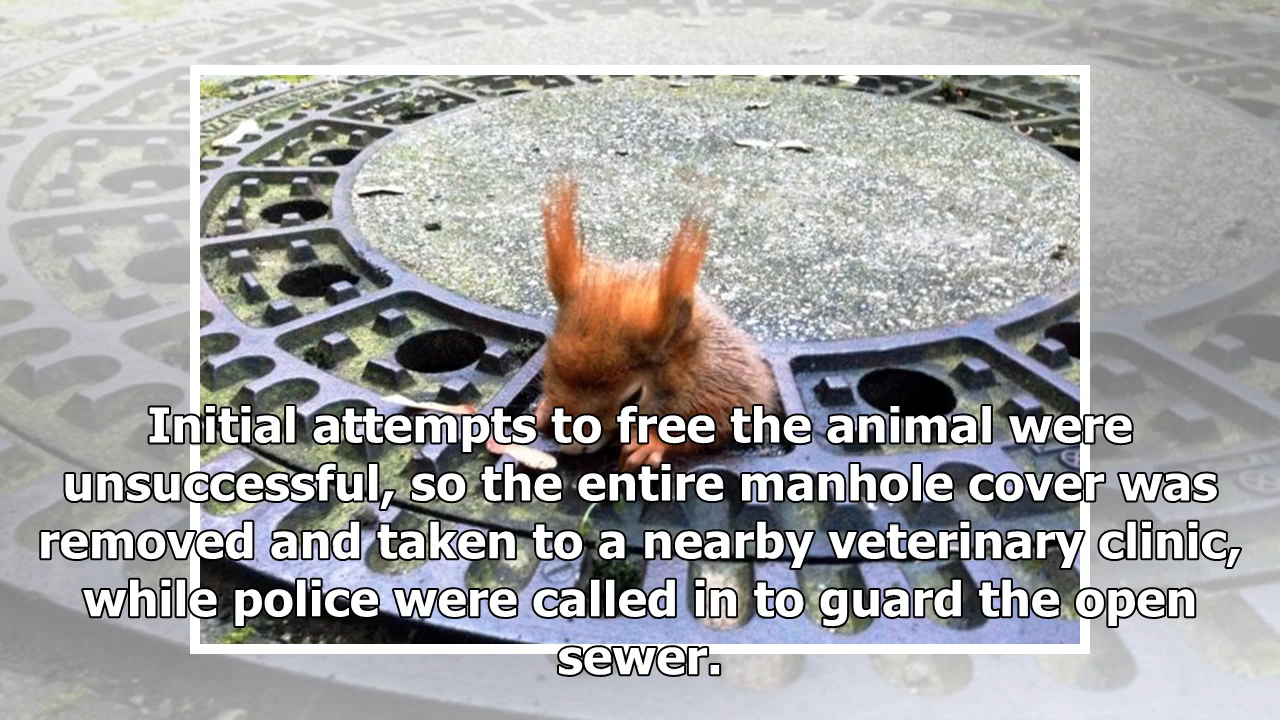 Initial attempts to free the animal were
unsuccessful, so the entire manhole cover was
removed and taken to a nearby veterinary clinic,
while police were called in to guard the open
sewer.